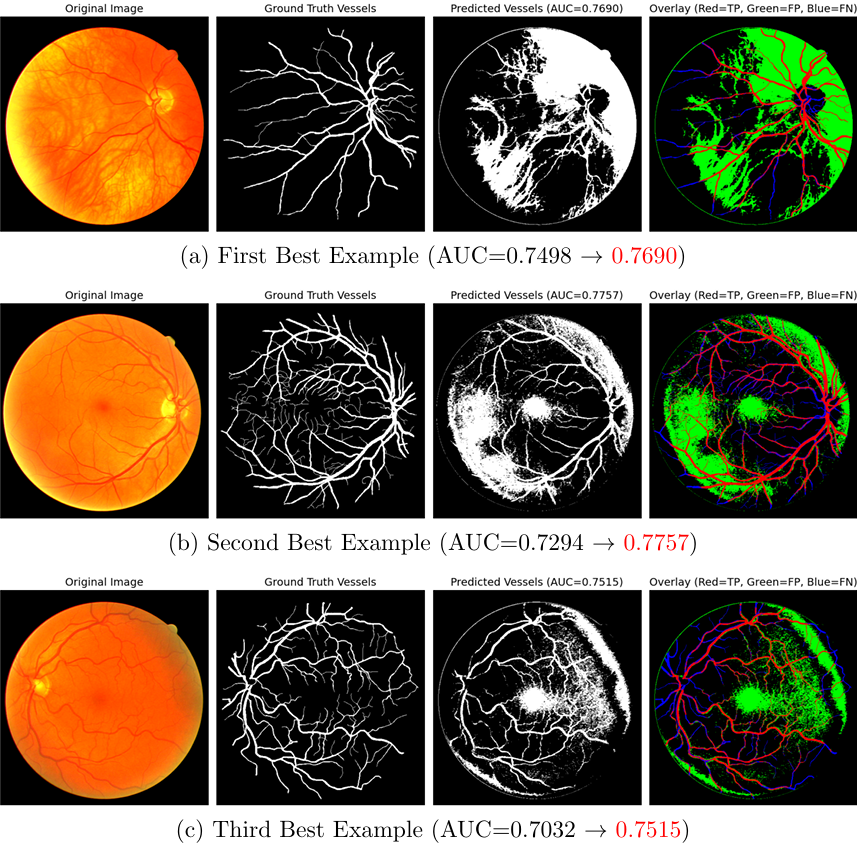 Original Image Ground Truth Vessels Predicted Vessels (AUC=0.7690) Overlay (Red=TP, Green=FP, Blue=FN)
(a) First Best Example (AUC=0.7498 → 0.7690)
Original Image Ground Truth Vessels Predicted Vessels (AUC=0.7757) Overlay (Red=TP, Green=FP, Blue=FN)
(b) Second Best Example (AUC=0.7294 → 0.7757)
Original Image Ground Truth Vessels Predicted Vessels (AUC=0.7515) Overlay (Red=TP, Green=FP, Blue=FN)
(c) Third Best Example (AUC=0.7032 → 0.7515)